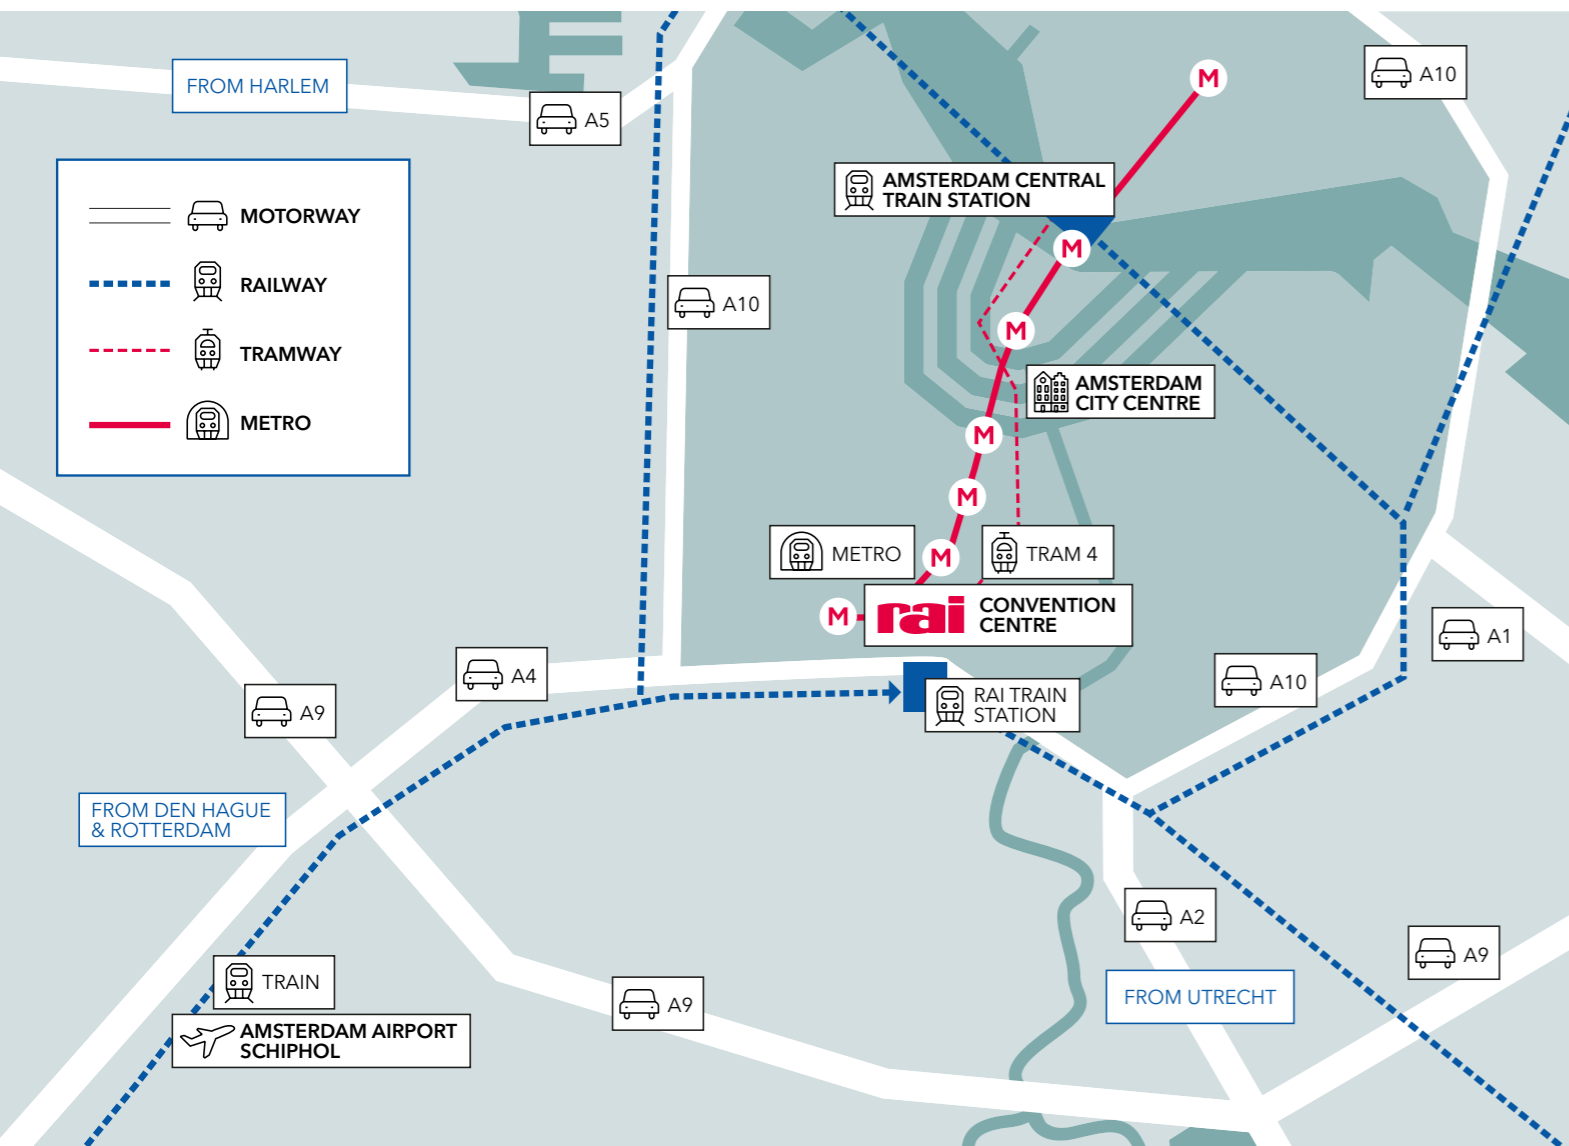 FROM HARLEM
A5
A10
M
MOTORWAY
RAILWAY
TRAMWAY
METRO
AMSTERDAM CENTRAL
TRAIN STATION
M
A10
M
AMSTERDAM
CITY CENTRE
M
M
METRO
M
TRAM 4
M
rai
CONVENTION
CENTRE
A1
A4
A10
RAI TRAIN
STATION
A9
FROM DEN HAGUE
& ROTTERDAM
A2
A9
TRAIN
FROM UTRECHT
A9
AMSTERDAM AIRPORT
SCHIPHOL